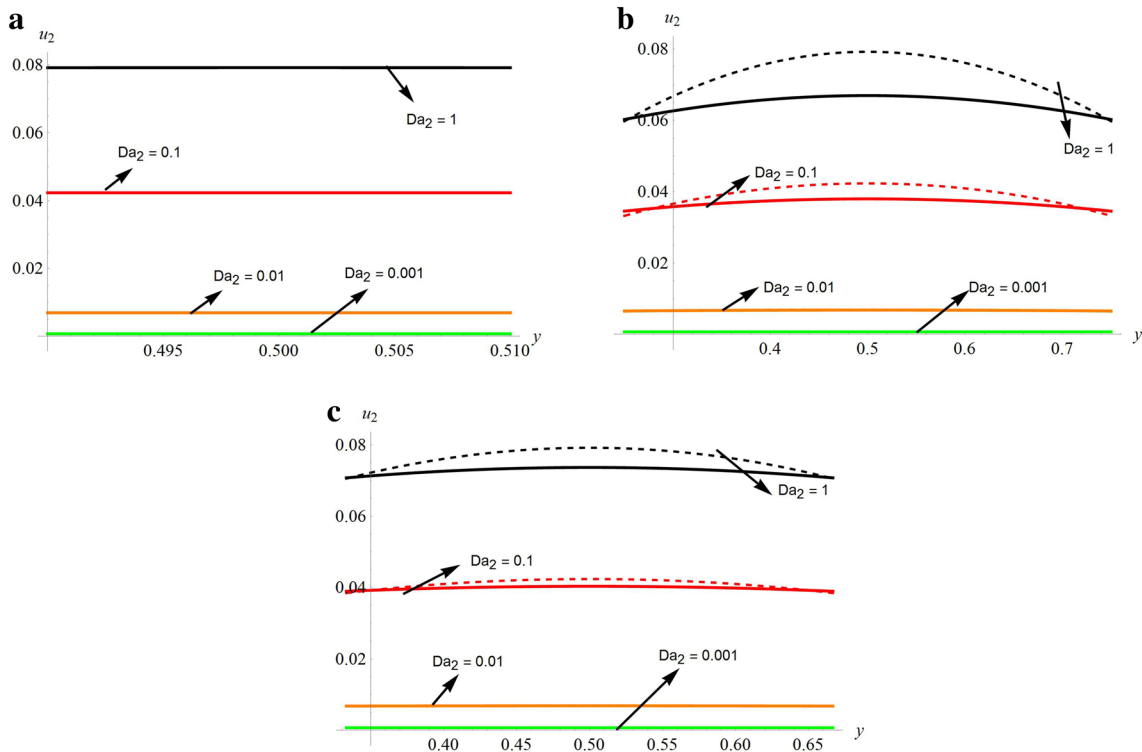 a
u2
0.08
Da2 = 1
0.06
Da2 = 0.1
0.04
0.02
Da2 = 0.01
Da2 = 0.001
0.495
0.500
0.505
0.510
y
b
u2
0.08
0.06
Da2 = 1
0.04
Da2 = 0.1
0.02
Da2 = 0.01
Da2 = 0.001
0.4
0.5
0.6
0.7
y
c
u2
0.08
Da2 = 1
0.06
Da2 = 0.1
0.04
0.02
Da2 = 0.01
Da2 = 0.001
0.40
0.45
0.50
0.55
0.60
0.65
y